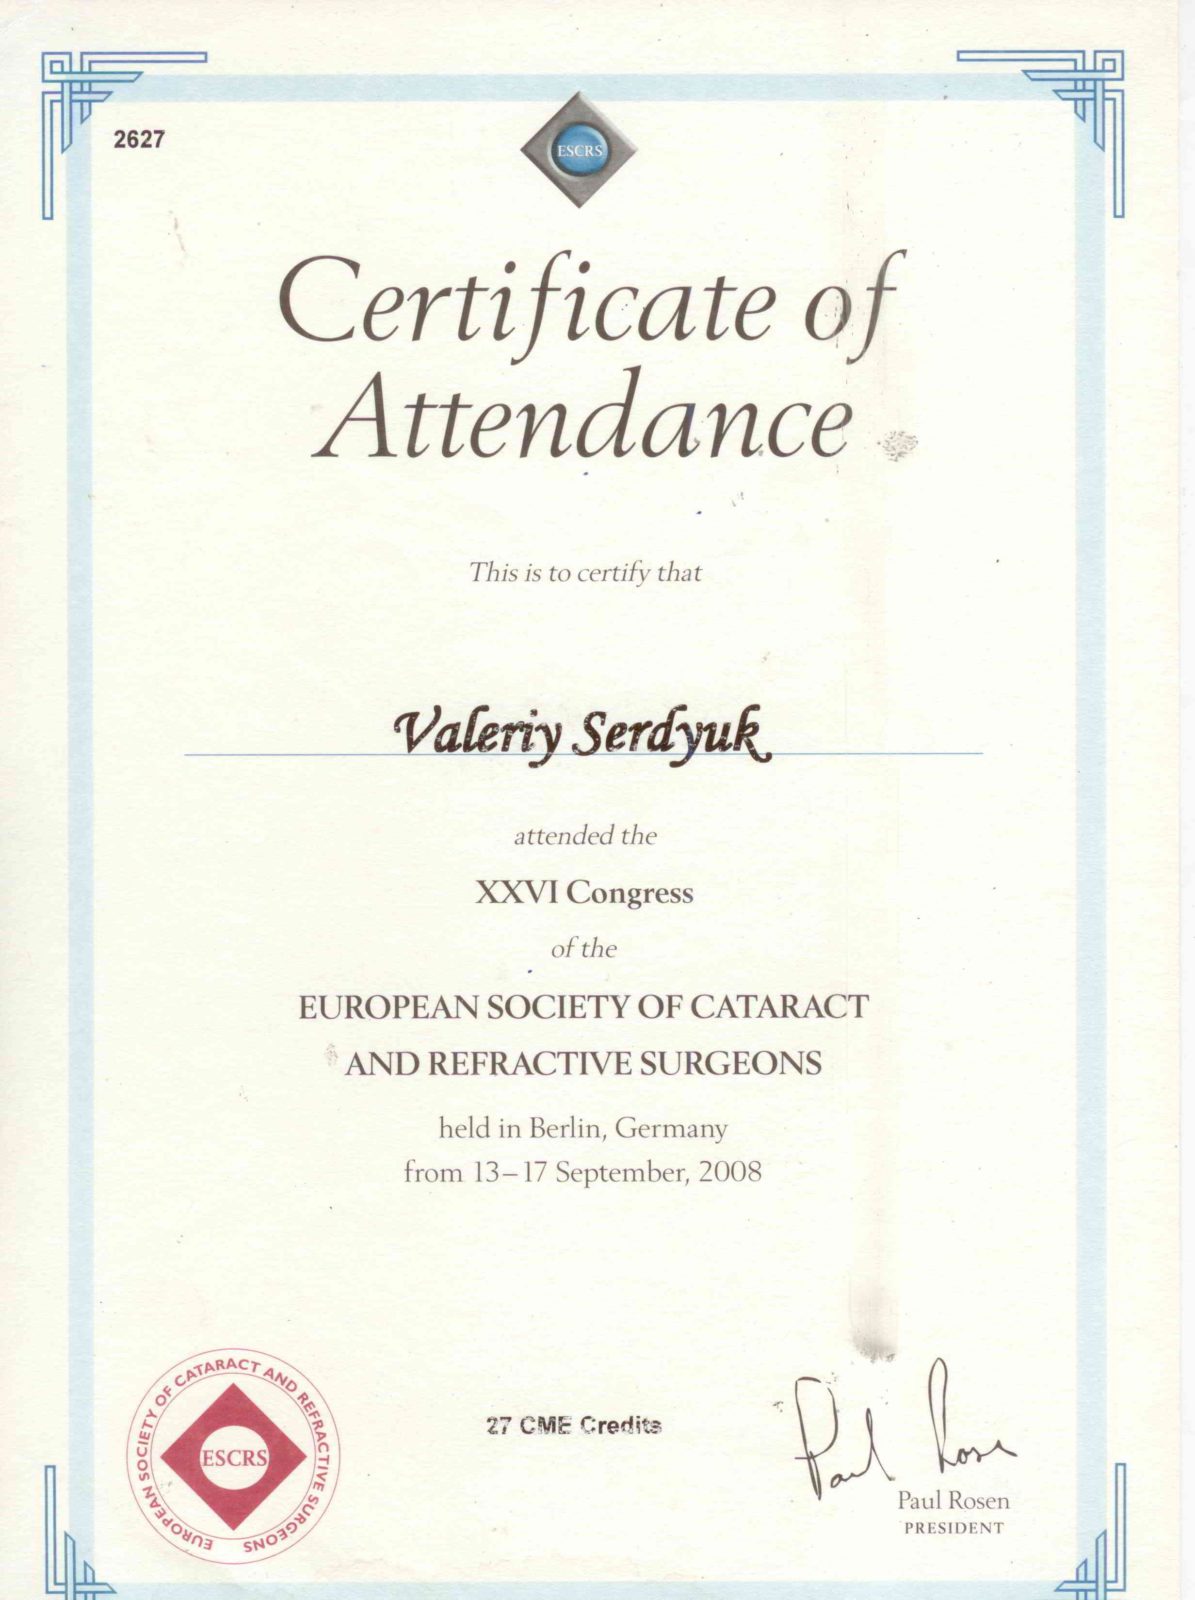 2627
ESCRS
Certificate of
Attendance
This is to certify that
Valeriy Serdyuk
attended the
XXVI Congress
of the
EUROPEAN SOCIETY OF CATARACT
AND REFRACTIVE SURGEONS
held in Berlin, Germany
from 13–17 September, 2008
EUROPEAN SOCIETY OF CATARACT AND REFRACTIVE SURGEONS
ESCRS
27 CME Credits
Paul Rosen
Paul Rosen
PRESIDENT